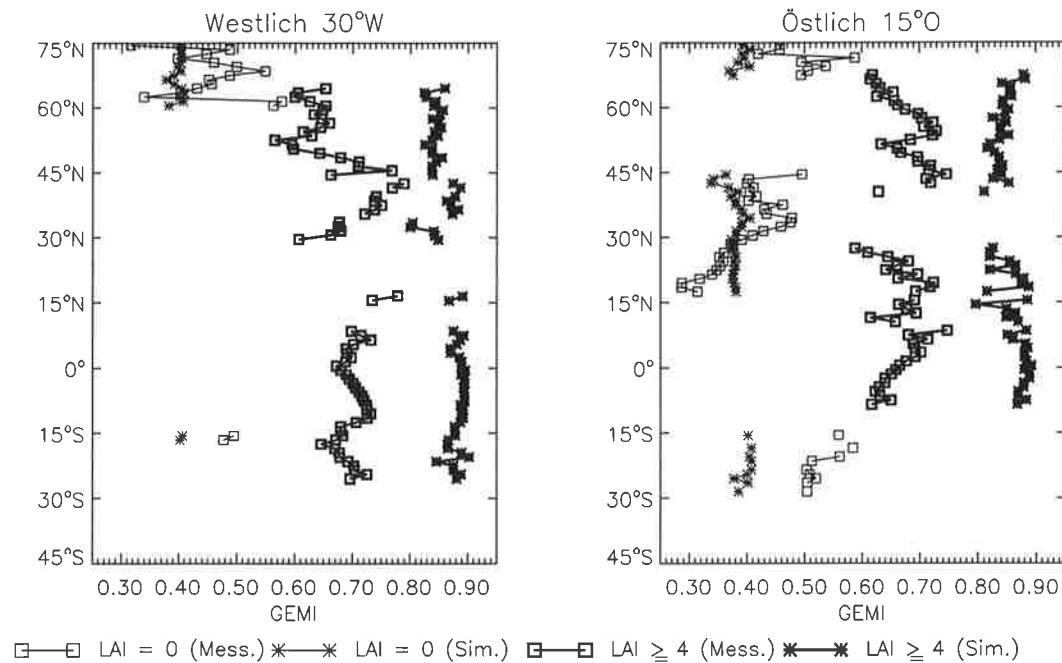 Westlich 30°W
Östlich 15°O
75°N
60°N
45°N
30°N
15°N
0°
15°S
30°S
45°S
0.30 0.40 0.50 0.60 0.70 0.80 0.90
GEMI
75°N
60°N
45°N
30°N
15°N
0°
15°S
30°S
45°S
0.30 0.40 0.50 0.60 0.70 0.80 0.90
GEMI
LAI = 0 (Mess.) LAI = 0 (Sim.) LAI ≧ 4 (Mess.) LAI ≧ 4 (Sim.)